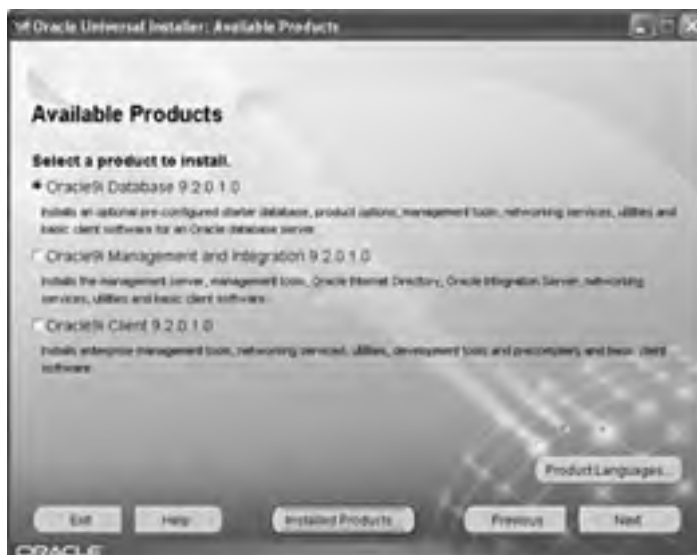 Oracle Universal Installer: Available Products
Available Products
Select a product to install.
Oracle9i Database 9.2.0.1.0
Installs an optional pre-configured starter database, product options, management tools, networking services, utilities and
basic client software for an Oracle database server.
Oracle9i Management and Integration 9.2.0.1.0
Installs the management server, management tools, Oracle Internet Directory, Oracle Integration Server, networking
services, utilities and basic client software.
Oracle9i Client 9.2.0.1.0
Installs enterprise management tools, networking services, utilities, development tools and precompilers, and basic client
software.
Product Languages...
Exit
Help
Installed Products...
Previous
Next
ORACLE